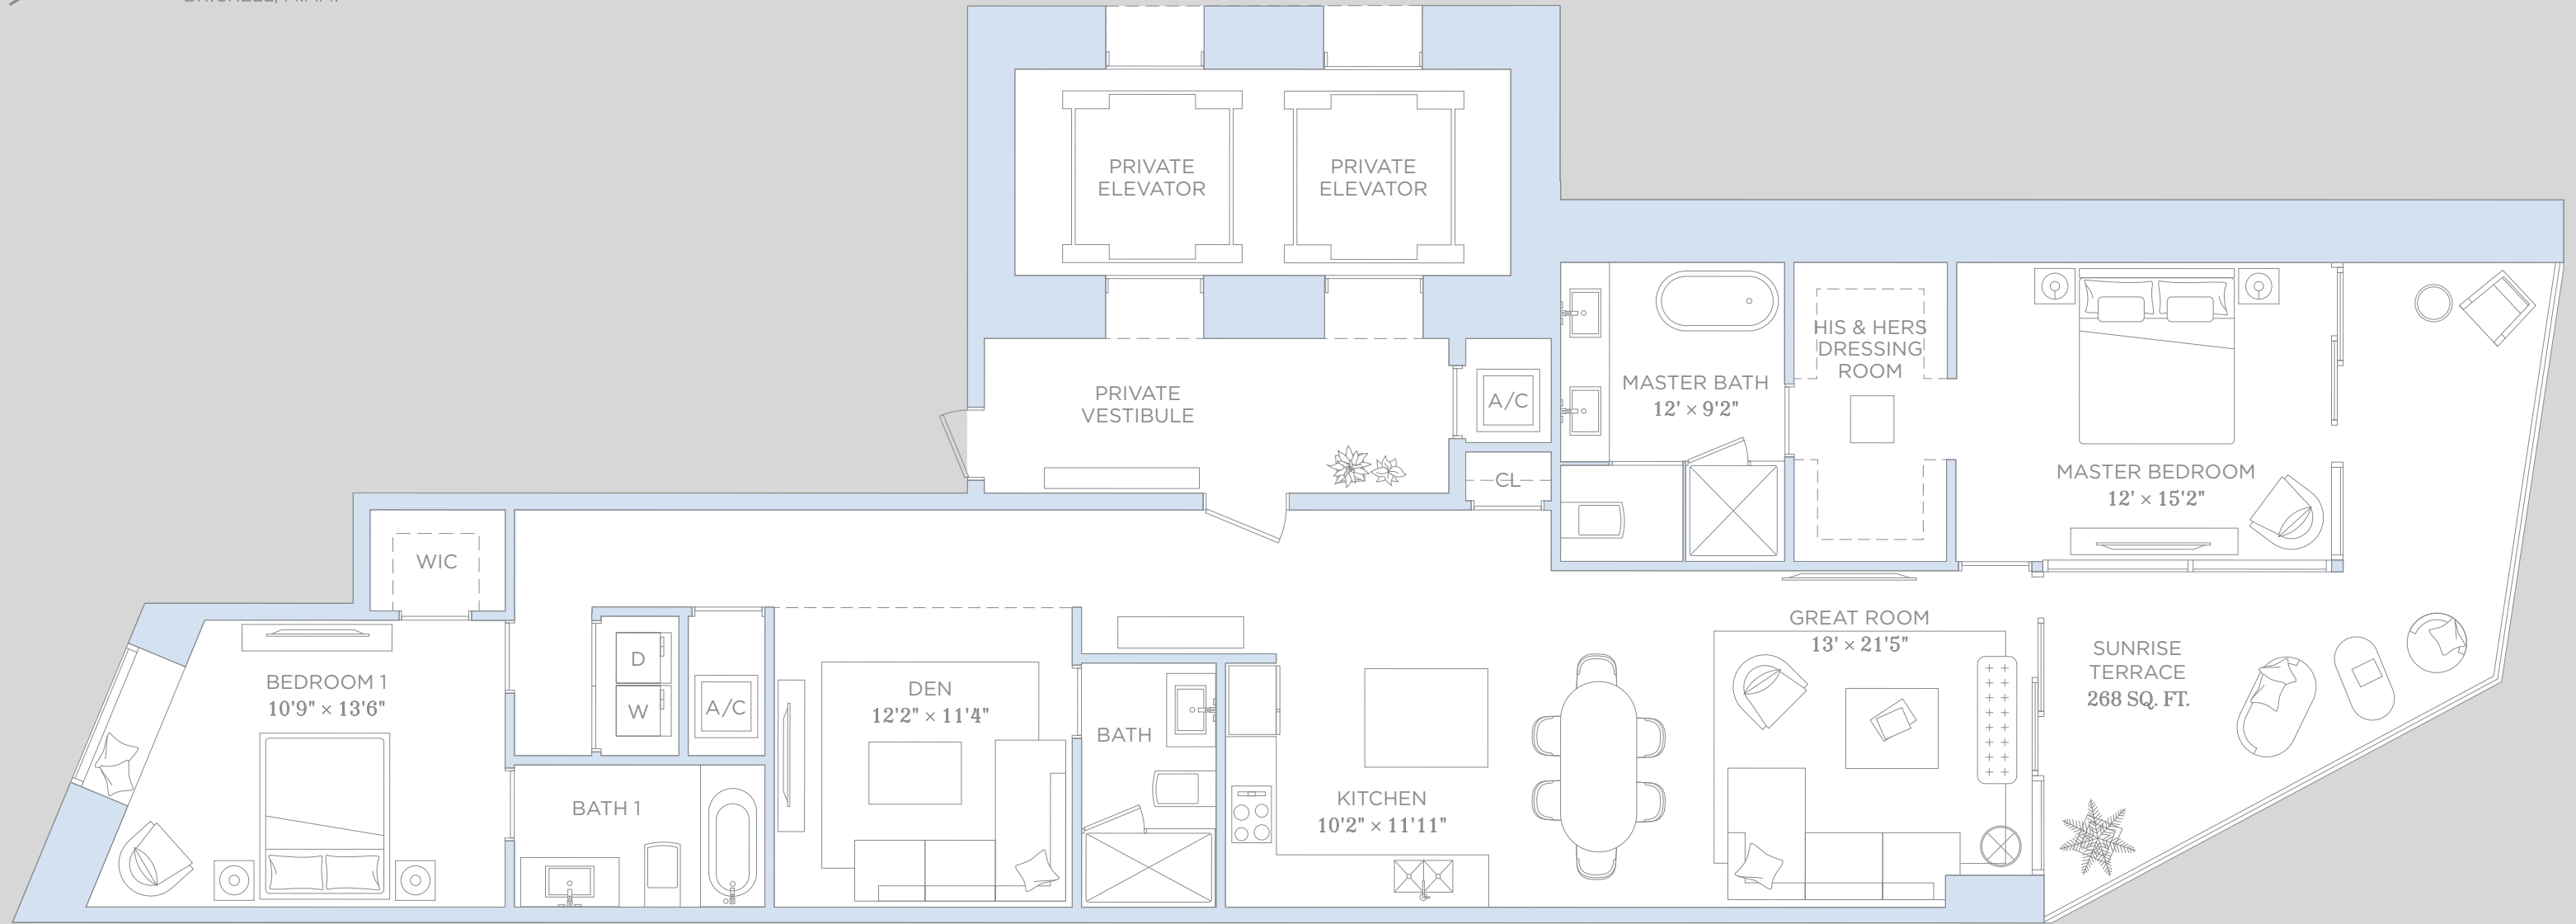 PRIVATE
ELEVATOR
PRIVATE
ELEVATOR
PRIVATE
VESTIBULE
A/C
CL
MASTER BATH
12' × 9'2"
HIS & HERS
DRESSING
ROOM
MASTER BEDROOM
12' × 15'2"
WIC
BEDROOM 1
10'9" × 13'6"
D
W
A/C
BATH 1
DEN
12'2" × 11'4"
BATH
KITCHEN
10'2" × 11'11"
GREAT ROOM
13' × 21'5"
SUNRISE
TERRACE
268 SQ. FT.